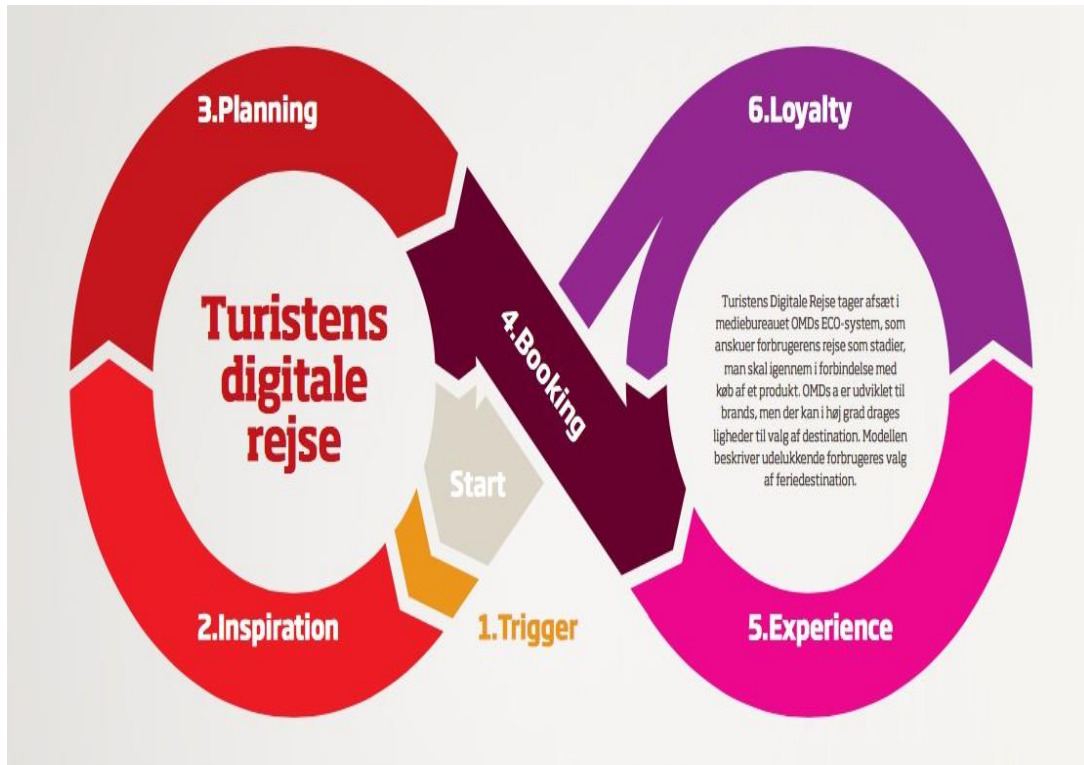 3.Planning
6.Loyalty
Turistens
digitale
rejse
4.Booking
Start
Turistens Digitale Rejse tager afsæt i
mediebureauet OMDs ECO-system, som
anskuer forbrugerens rejse som stadier,
man skal igennem i forbindelse med
køb af et produkt. OMDs a er udviklet til
brands, men der kan i høj grad drages
ligheder til valg af destination. Modellen
beskriver udelukkende forbrugeres valg
af feriedestination.
2.Inspiration
1.Trigger
5.Experience